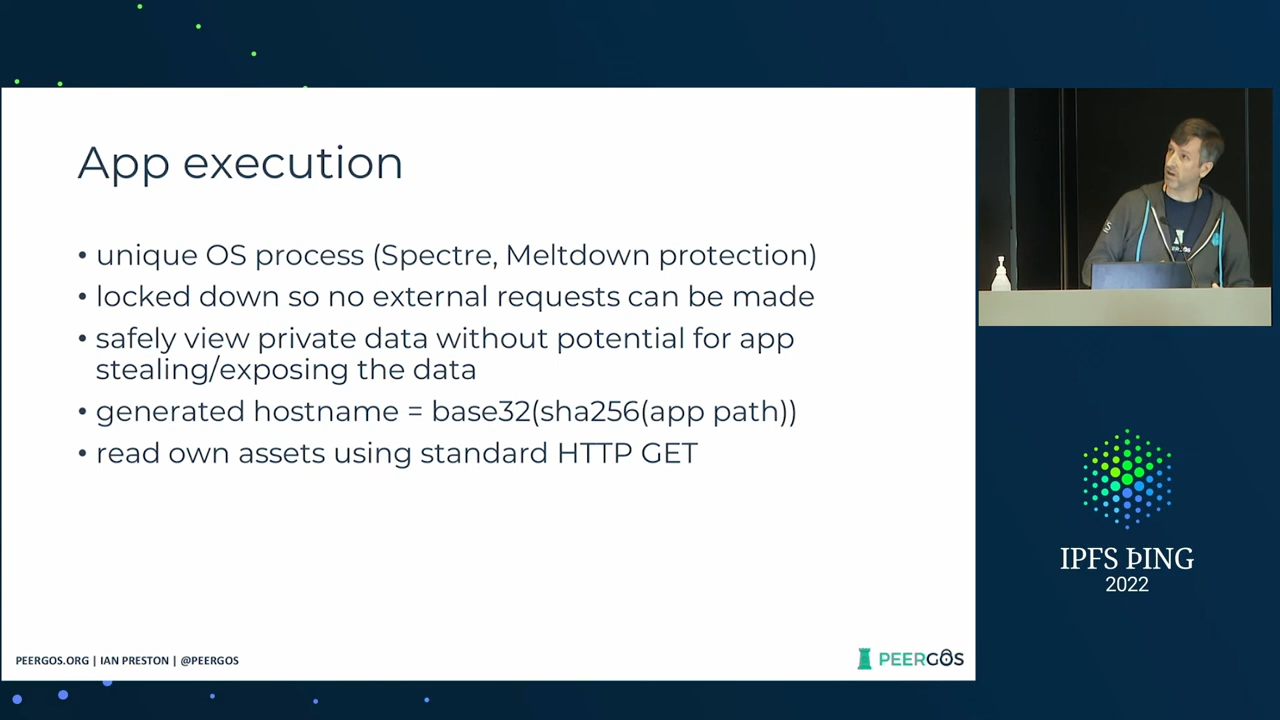 App execution
• unique OS process (Spectre, Meltdown protection)
• locked down so no external requests can be made
• safely view private data without potential for app
stealing/exposing the data
• generated hostname = base32(sha256(app path))
• read own assets using standard HTTP GET
PEERGOS.ORG | IAN PRESTON | @PEERGOS
PEERGOS
IPFS ÞING
2022